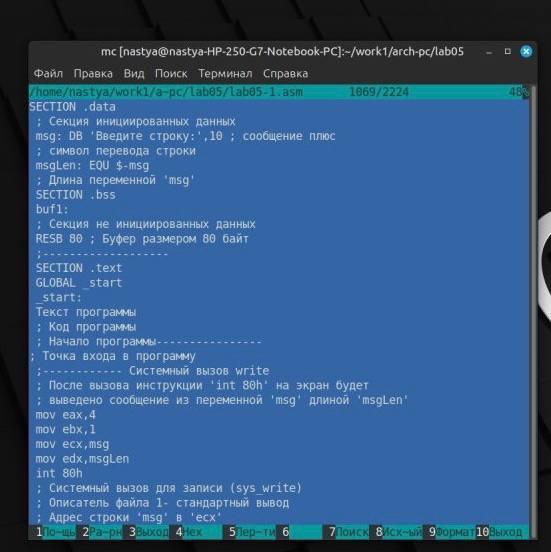 mc [nastya@nastya-HP-250-G7-Notebook-PC]:~/work1/arch-pc/lab05
Файл Правка Вид Поиск Терминал Справка
/home/nastya/work1/a~pc/lab05/lab05-1.asm 1069/2224 48%
SECTION .data
; Секция инициированных данных
msg: DB 'Введите строку:',10 ; сообщение плюс
; символ перевода строки
msgLen: EQU $-msg
; Длина переменной 'msg'
SECTION .bss
buf1:
; Секция не инициированных данных
RESB 80 ; Буфер размером 80 байт
;-------------------
SECTION .text
GLOBAL _start
_start:
Текст программы
; Код программы
; Начало программы----------------
; Точка входа в программу
;------------ Системный вызов write
; После вызова инструкции 'int 80h' на экран будет
; выведено сообщение из переменной 'msg' длиной 'msgLen'
mov eax,4
mov ebx,1
mov ecx,msg
mov edx,msgLen
int 80h
; Системный вызов для записи (sys_write)
; Описатель файла 1- стандартный вывод
; Адрес строки 'msg' в 'ecx'
1По~щь 2Ра~рн 3Выход 4Hex 5Пер~ти 6 7Поиск 8Исх~ый 9Формат 10Выход